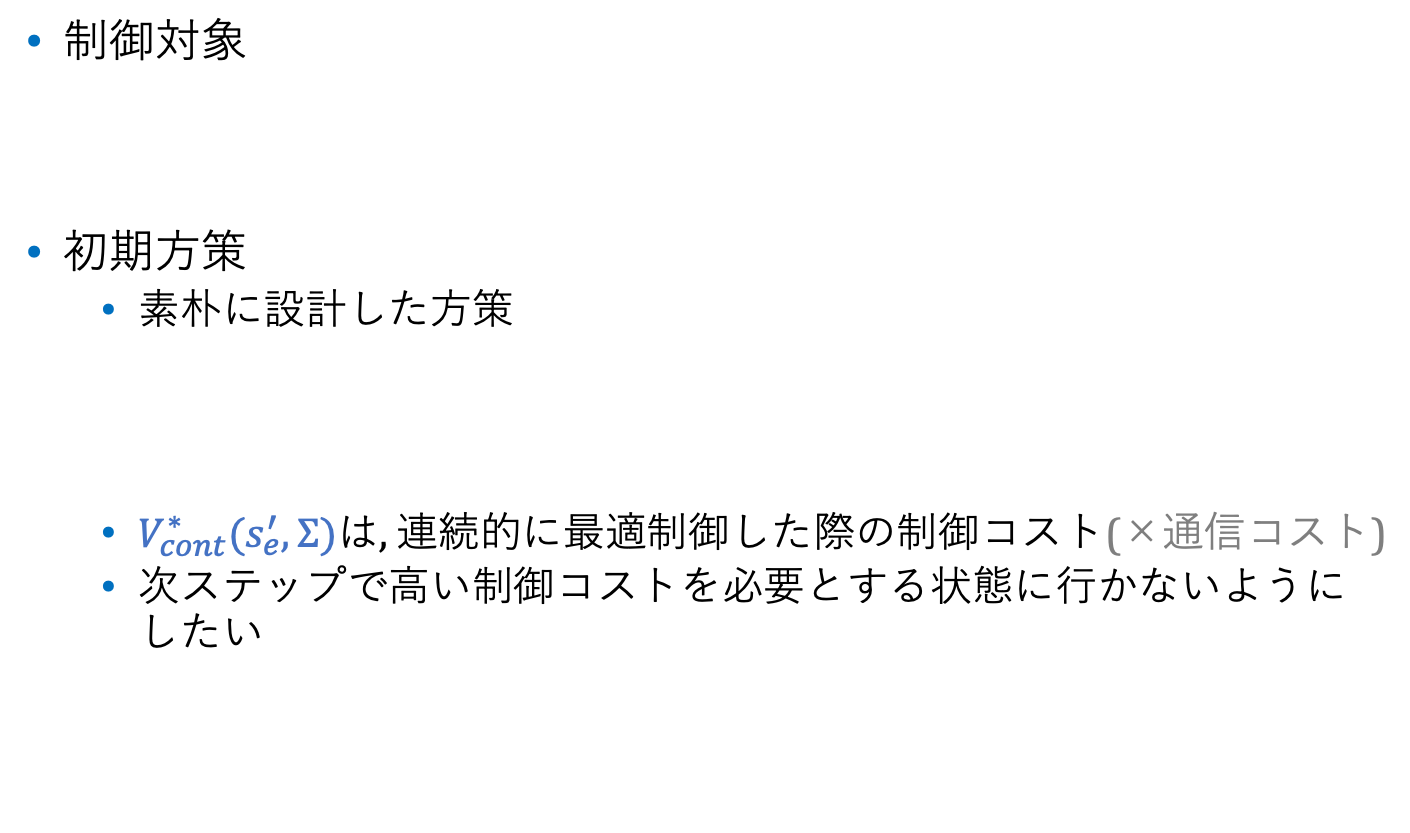 • 制御対象
• 初期方策
• 素朴に設計した方策
• V*cont(s′e, Σ)は, 連続的に最適制御した際の制御コスト(×通信コスト)
• 次ステップで高い制御コストを必要とする状態に行かないように
したい